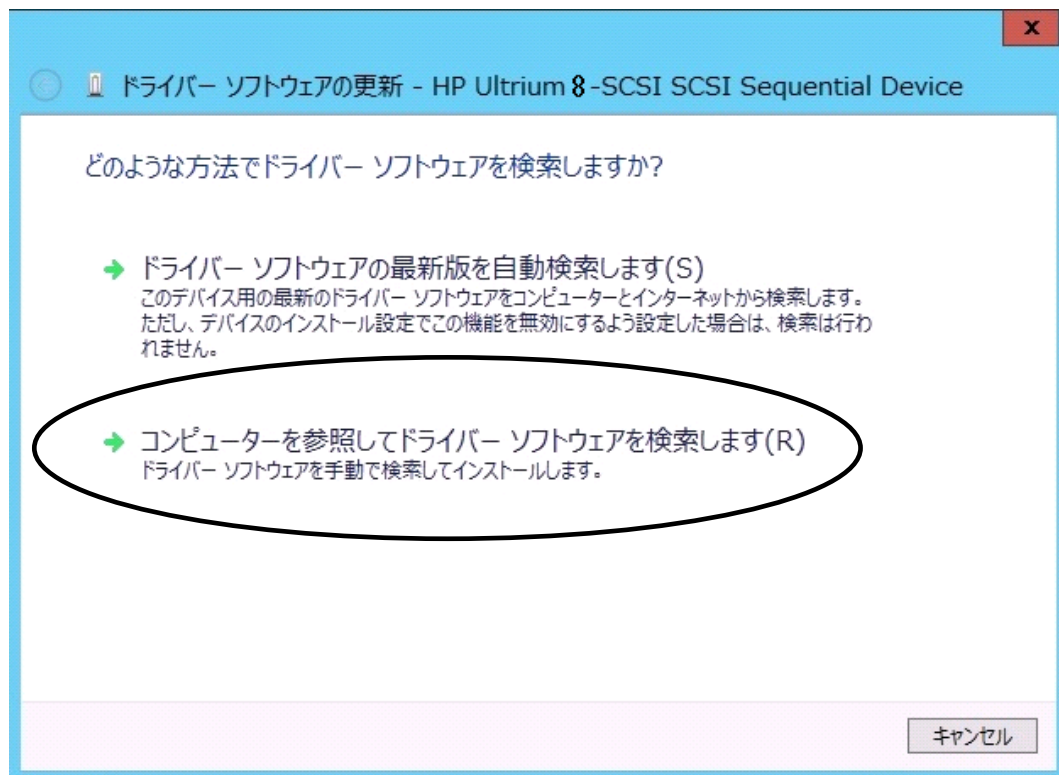 x
ドライバー ソフトウェアの更新 - HP Ultrium 8 -SCSI SCSI Sequential Device
どのような方法でドライバー ソフトウェアを検索しますか?
ドライバー ソフトウェアの最新版を自動検索します(S)
このデバイス用の最新のドライバー ソフトウェアをコンピューターとインターネットから検索します。
ただし、デバイスのインストール設定でこの機能を無効にするよう設定した場合は、検索は行わ
れません。
コンピューターを参照してドライバー ソフトウェアを検索します(R)
ドライバー ソフトウェアを手動で検索してインストールします。
キャンセル